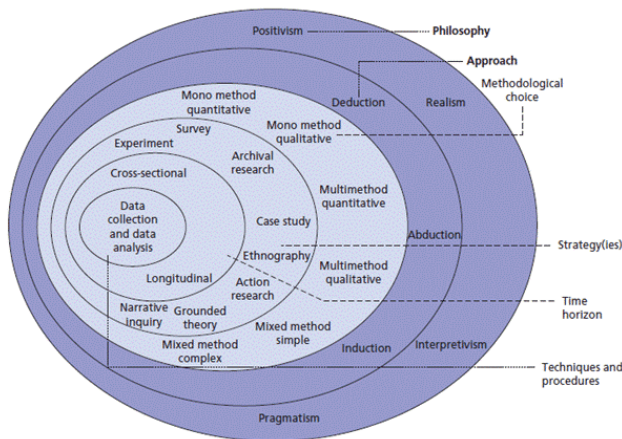 Positivism
Philosophy
Approach
Methodological
choice
Mono method
quantitative
Deduction
Realism
Survey
Mono method
qualitative
Experiment
Archival
research
Cross-sectional
Multimethod
quantitative
Data
collection
and data
analysis
Case study
Abduction
Strategy(ies)
Ethnography
Multimethod
qualitative
Longitudinal
Action
research
Time
horizon
Narrative
inquiry
Grounded
theory
Mixed method
simple
Mixed method
complex
Induction
Interpretivism
Techniques and
procedures
Pragmatism